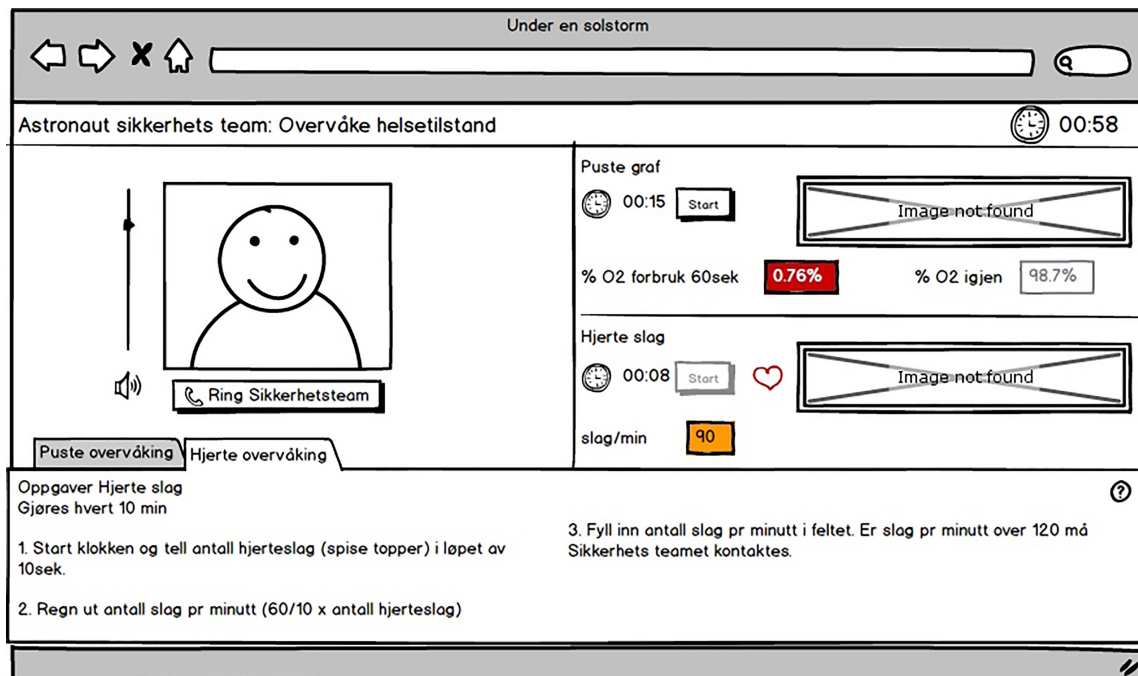 Under en solstorm
Astronaut sikkerhets team: Overvåke helsetilstand
00:58
Ring Sikkerhetsteam
Puste graf
00:15 Start
Image not found
% O2 forbruk 60sek 0.76% % O2 igjen 98.7%
Hjerte slag
00:08 Start
Image not found
slag/min 90
Puste overvåking
Hjerte overvåking
Oppgaver Hjerte slag
Gjøres hvert 10 min
1. Start klokken og tell antall hjerteslag (spise topper) i løpet av
10sek.
2. Regn ut antall slag pr minutt (60/10 x antall hjerteslag)
3. Fyll inn antall slag pr minutt i feltet. Er slag pr minutt over 120 må
Sikkerhets teamet kontaktes.
?